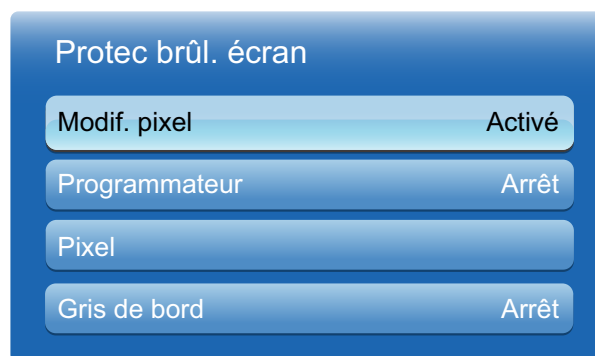 Protec brûl. écran
Modif. pixel Activé
Programmateur Arrêt
Pixel
Gris de bord Arrêt